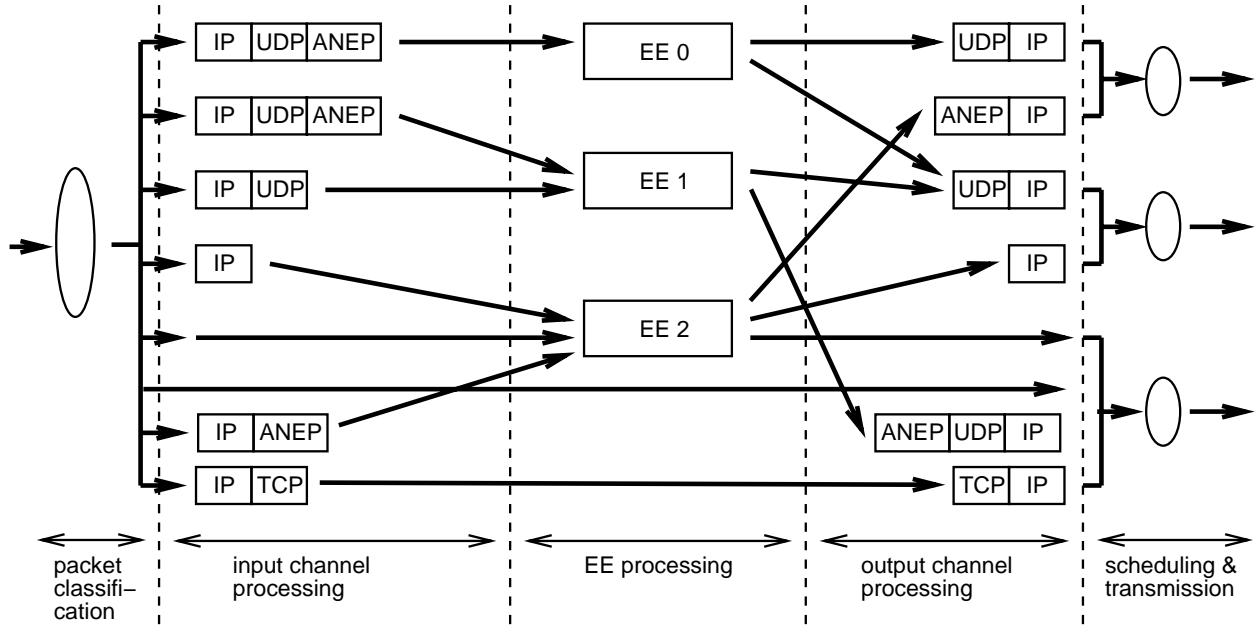 IP UDP ANEP
EE 0
UDP IP
IP UDP ANEP
ANEP IP
IP UDP
EE 1
UDP IP
IP
IP
EE 2
IP ANEP
ANEP UDP IP
IP TCP
TCP IP
packet
classifi−
cation
input channel
processing
EE processing
output channel
processing
scheduling &
transmission